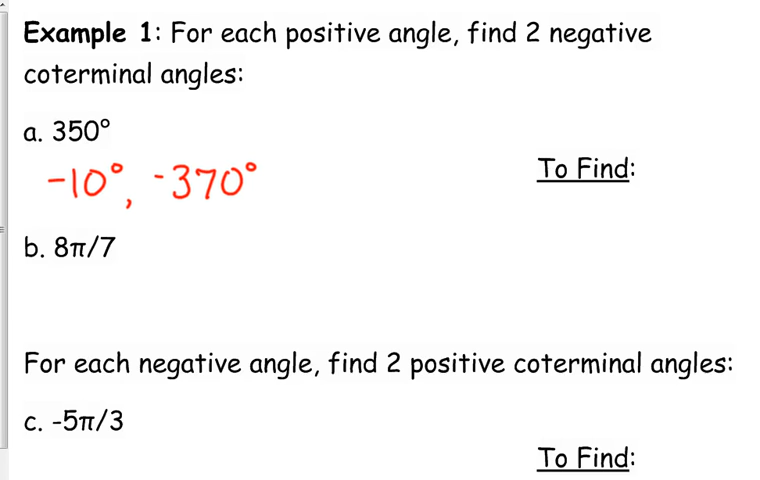 Example 1: For each positive angle, find 2 negative
coterminal angles:
a. 350°
-10°, -370°
To Find:
b. 8π/7
For each negative angle, find 2 positive coterminal angles:
c. -5π/3
To Find: